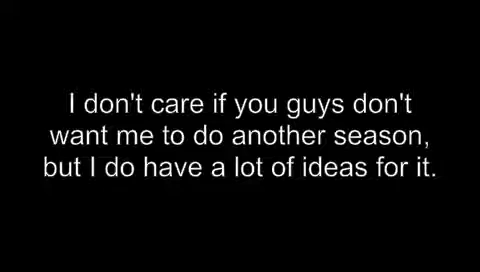 I don't care if you guys don't
want me to do another season,
but I do have a lot of ideas for it.